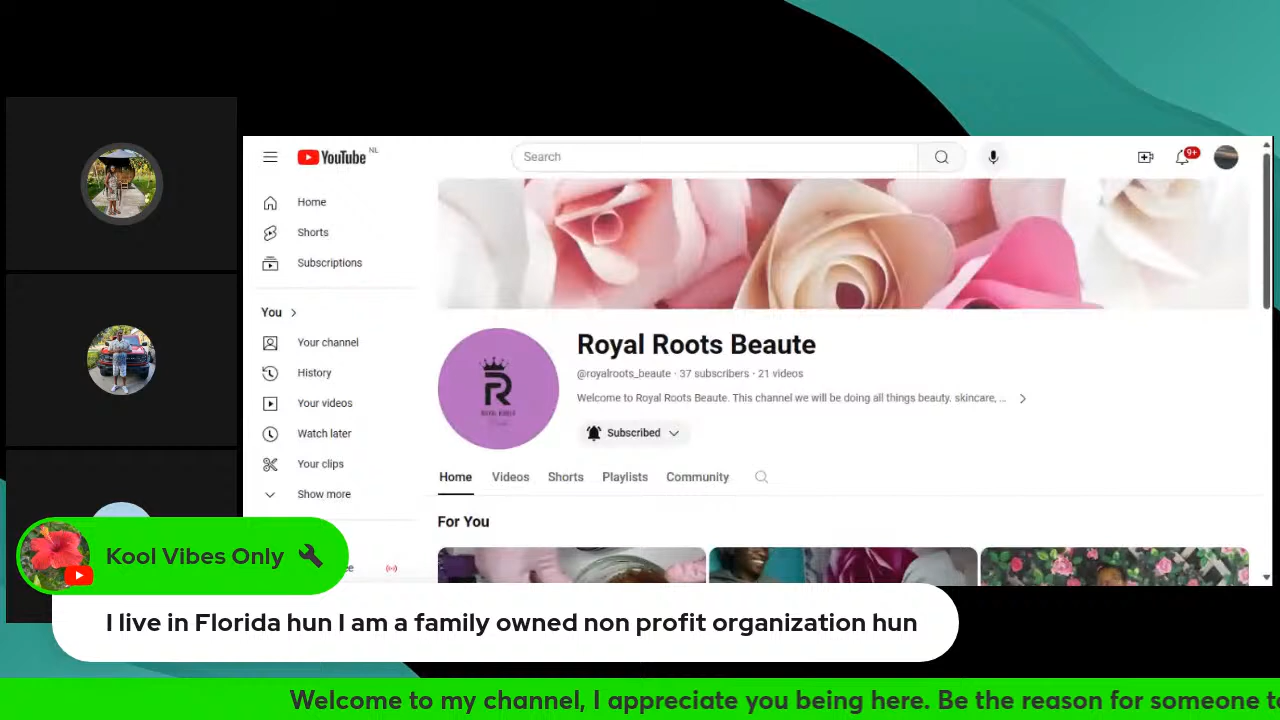 YouTube NL
Search
9+
Home
Shorts
Subscriptions
You
Your channel
History
Your videos
Watch later
Your clips
Show more
Royal Roots Beaute
@royalroots_beaute · 37 subscribers · 21 videos
Welcome to Royal Roots Beaute. This channel we will be doing all things beauty. skincare, ...
Subscribed
Home Videos Shorts Playlists Community
For You
R
Kool Vibes Only
I live in Florida hun I am a family owned non profit organization hun
Welcome to my channel, I appreciate you being here. Be the reason for someone